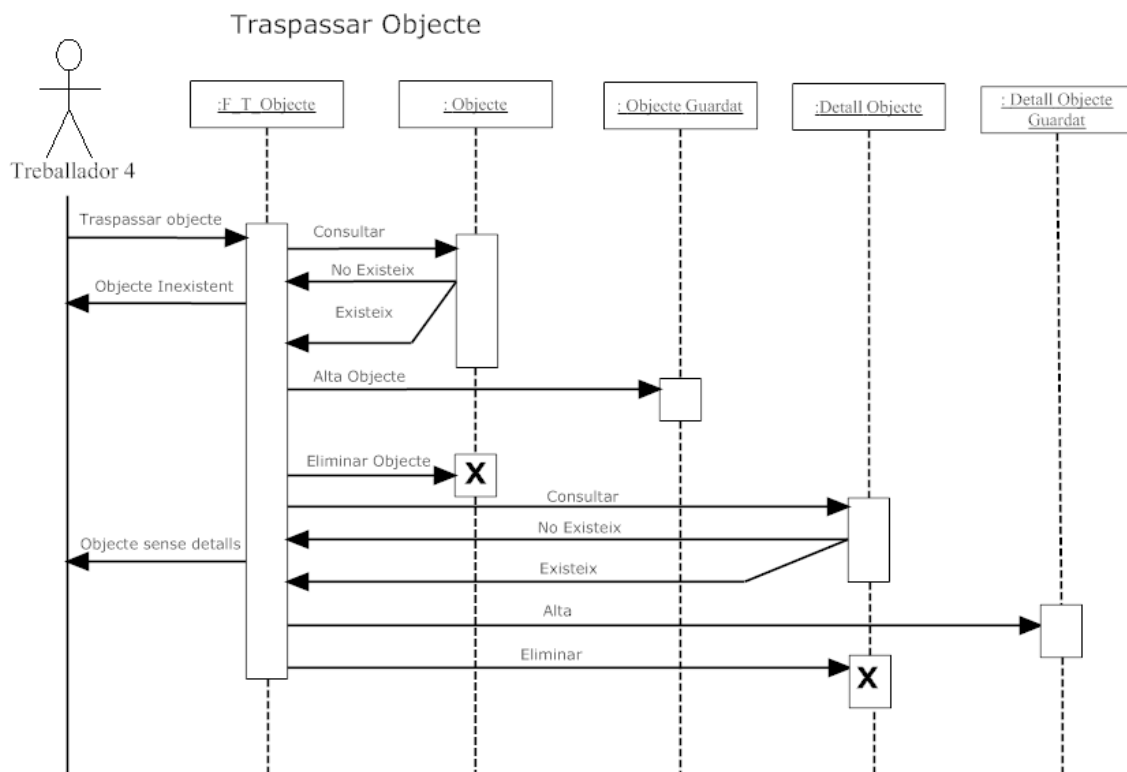 Traspassar Objecte
:F_T_Objecte
: Objecte
: Objecte Guardat
:Detall Objecte
: Detall Objecte
Guardat
Treballador 4
Traspassar objecte
Consultar
No Existeix
Objecte Inexistent
Existeix
Alta Objecte
Eliminar Objecte
X
Consultar
No Existeix
Objecte sense detalls
Existeix
Alta
Eliminar
X